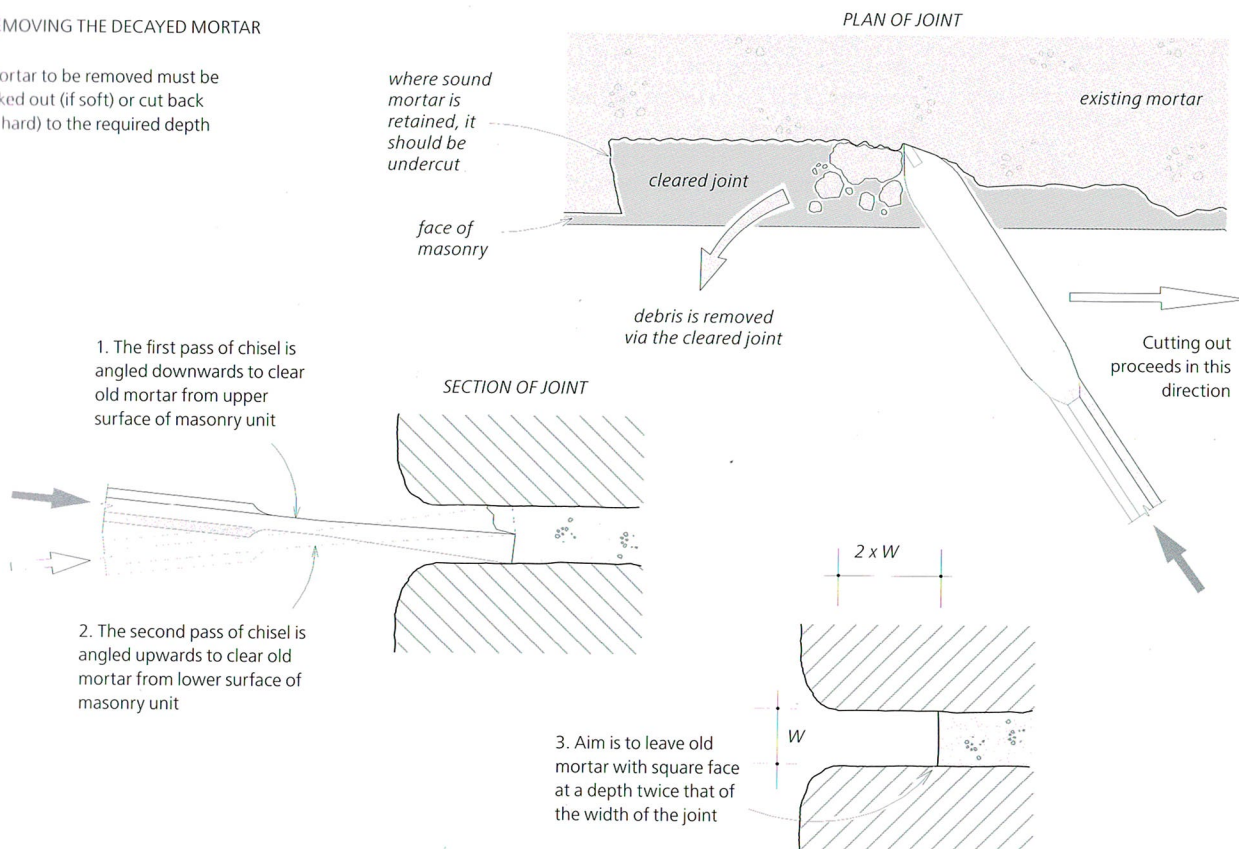 EMOVING THE DECAYED MORTAR
ortar to be removed must be
ked out (if soft) or cut back
hard) to the required depth
PLAN OF JOINT
where sound
mortar is
retained, it
should be
undercut
existing mortar
cleared joint
face of
masonry
debris is removed
via the cleared joint
Cutting out
proceeds in this
direction
1. The first pass of chisel is
angled downwards to clear
old mortar from upper
surface of masonry unit
SECTION OF JOINT
2. The second pass of chisel is
angled upwards to clear old
mortar from lower surface of
masonry unit
2 x W
W
3. Aim is to leave old
mortar with square face
at a depth twice that of
the width of the joint